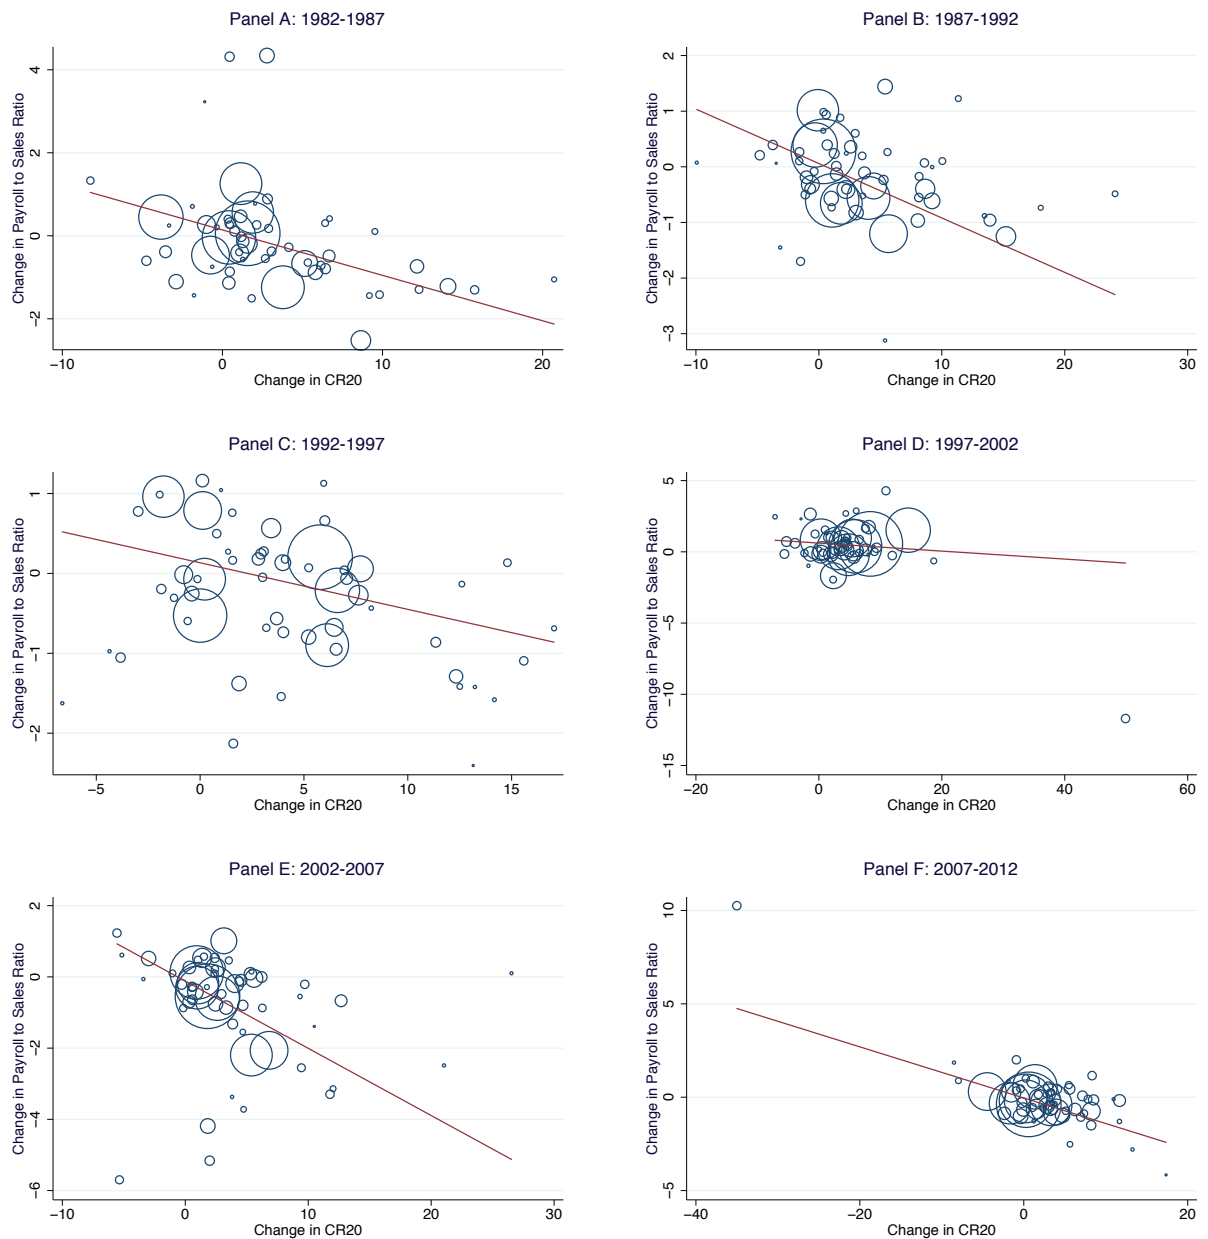 Panel A: 1982-1987
Change in Payroll to Sales Ratio
4
2
0
−2
−10 0 10 20
Change in CR20
Panel B: 1987-1992
Change in Payroll to Sales Ratio
2
1
0
−1
−2
−3
−10 0 10 20 30
Change in CR20
Panel C: 1992-1997
Change in Payroll to Sales Ratio
1
0
−1
−2
−5 0 5 10 15
Change in CR20
Panel D: 1997-2002
Change in Payroll to Sales Ratio
5
0
−5
−10
−15
−20 0 20 40 60
Change in CR20
Panel E: 2002-2007
Change in Payroll to Sales Ratio
2
0
−2
−4
−6
−10 0 10 20 30
Change in CR20
Panel F: 2007-2012
Change in Payroll to Sales Ratio
10
5
0
−5
−40 −20 0 20
Change in CR20